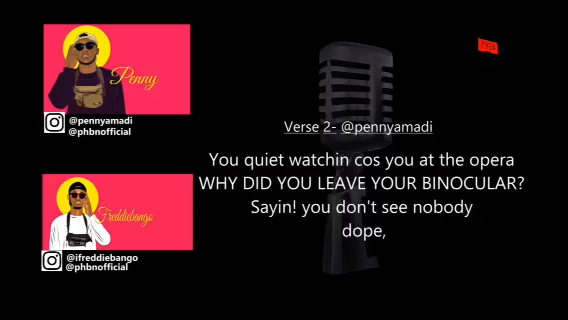 Penny
@pennyamadi
@phbnofficial
Verse 2- @pennyamadi
You quiet watchin cos you at the opera
WHY DID YOU LEAVE YOUR BINOCULAR?
Sayin! you don't see nobody
dope,
Freddiebango
@ifreddiebango
@phbnofficial